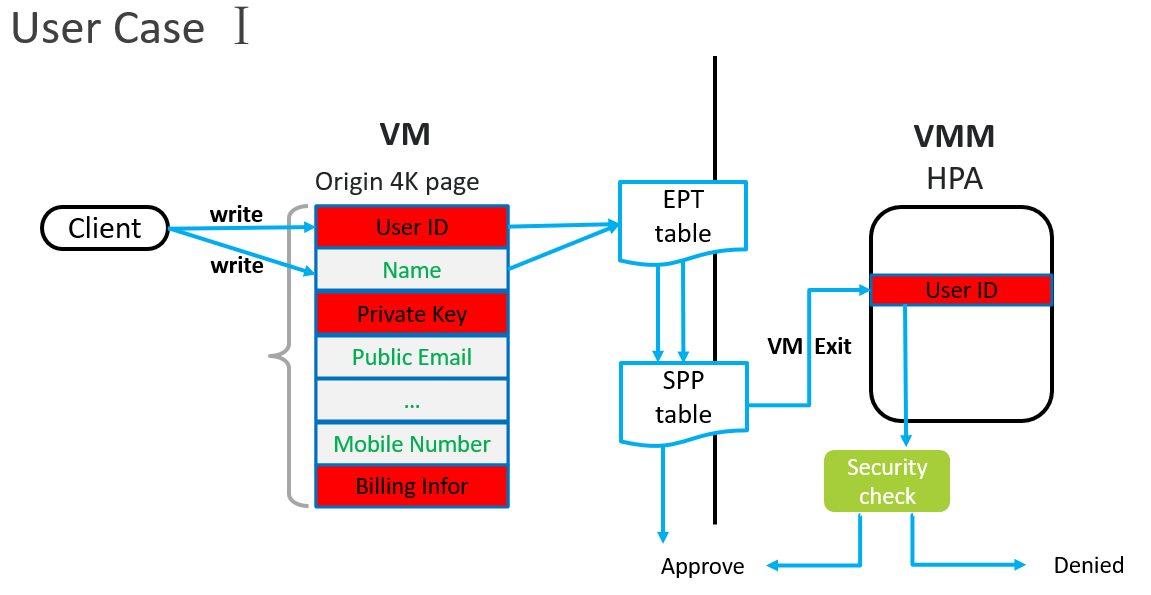 User Case I
VM
VMM
Origin 4K page
HPA
Client
write
write
User ID
Name
Private Key
Public Email
...
Mobile Number
Billing Infor
EPT
table
SPP
table
VM Exit
User ID
Security
check
Approve
Denied